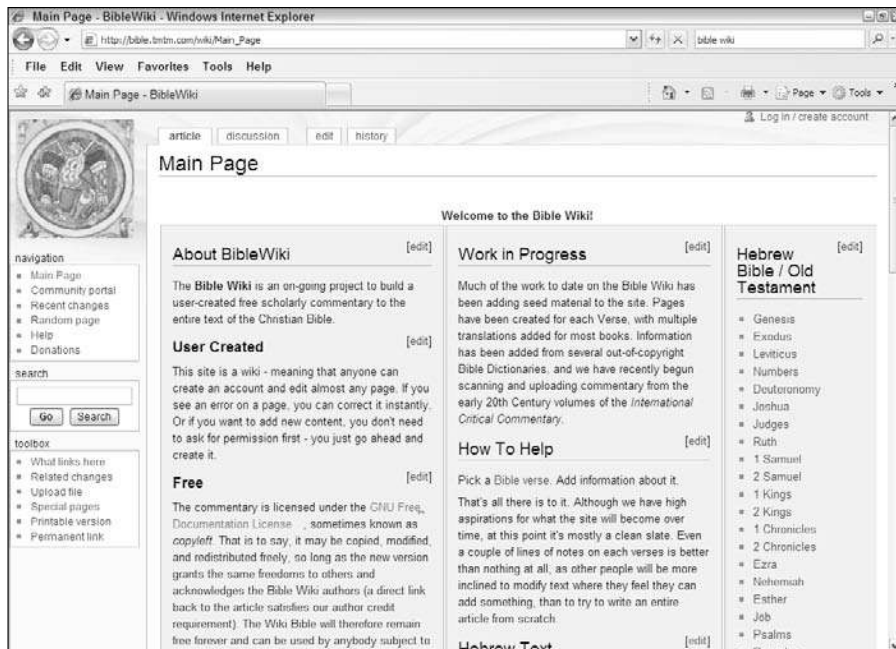 Main Page - BibleWiki - Windows Internet Explorer
http://bible.tmtm.com/wiki/Main_Page
bible wiki
File Edit View Favorites Tools Help
Main Page - BibleWiki
Page Tools
Log in / create account
article discussion edit history
Main Page
Welcome to the Bible Wiki!
navigation
Main Page
Community portal
Recent changes
Random page
Help
Donations
search
Go Search
toolbox
What links here
Related changes
Upload file
Special pages
Printable version
Permanent link
About BibleWiki [edit]
The Bible Wiki is an on-going project to build a
user-created free scholarly commentary to the
entire text of the Christian Bible.
User Created [edit]
This site is a wiki - meaning that anyone can
create an account and edit almost any page. If you
see an error on a page, you can correct it instantly.
Or if you want to add new content, you don't need
to ask for permission first - you just go ahead and
create it.
Free [edit]
The commentary is licensed under the GNU Free
Documentation License , sometimes known as
copyleft. That is to say, it may be copied, modified,
and redistributed freely, so long as the new version
grants the same freedoms to others and
acknowledges the Bible Wiki authors (a direct link
back to the article satisfies our author credit
requirement). The Wiki Bible will therefore remain
free forever and can be used by anybody subject to
Work in Progress [edit]
Much of the work to date on the Bible Wiki has
been adding seed material to the site. Pages
have been created for each Verse, with multiple
translations added for most books. Information
has been added from several out-of-copyright
Bible Dictionaries, and we have recently begun
scanning and uploading commentary from the
early 20th Century volumes of the International
Critical Commentary.
How To Help [edit]
Pick a Bible verse. Add information about it.
That's all there is to it. Although we have high
aspirations for what the site will become over
time, at this point it's mostly a clean slate. Even
a couple of lines of notes on each verses is better
than nothing at all, as other people will be more
inclined to modify text where they feel they can
add something, than to try to write an entire
article from scratch.
Hebrew Text [edit]
Hebrew [edit]
Bible / Old
Testament
Genesis
Exodus
Leviticus
Numbers
Deuteronomy
Joshua
Judges
Ruth
1 Samuel
2 Samuel
1 Kings
2 Kings
1 Chronicles
2 Chronicles
Ezra
Nehemiah
Esther
Job
Psalms